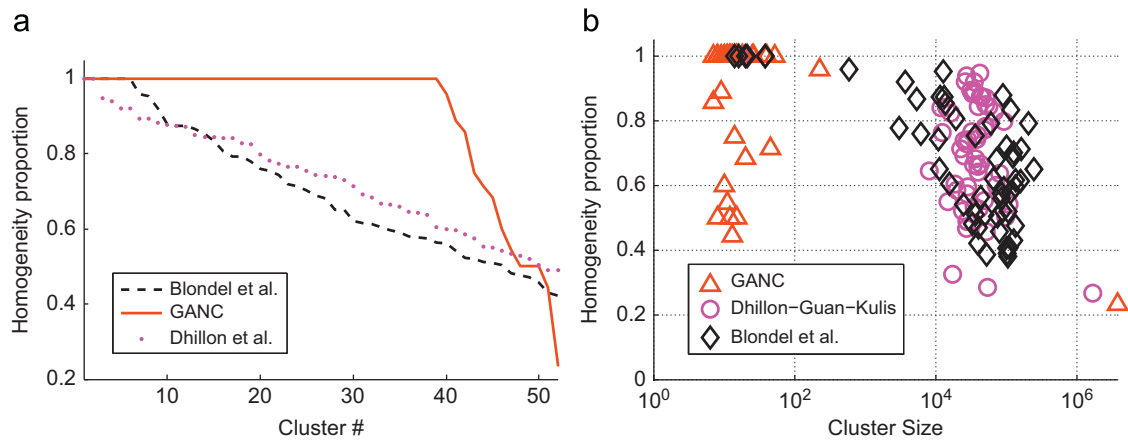 a
Homogeneity proportion
1
0.8
0.6
0.4
0.2
10
20
30
40
50
Cluster #
Blondel et al.
GANC
Dhillon et al.
b
Homogeneity proportion
1
0.8
0.6
0.4
0.2
0
10^0
10^2
10^4
10^6
Cluster Size
GANC
Dhillon−Guan−Kulis
Blondel et al.